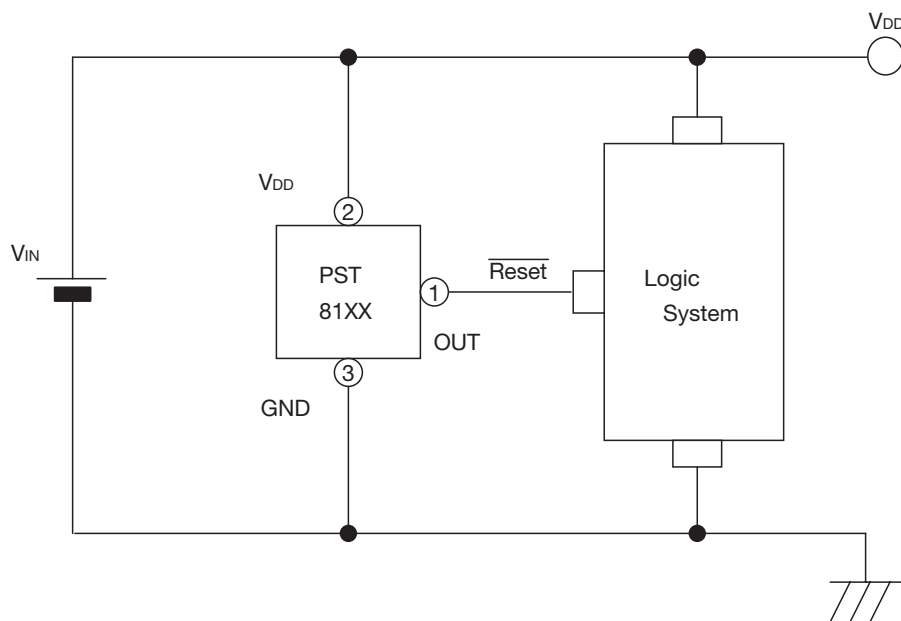 VDD
VDD
2
VIN
PST
81XX
1
Reset
Logic
System
OUT
3
GND